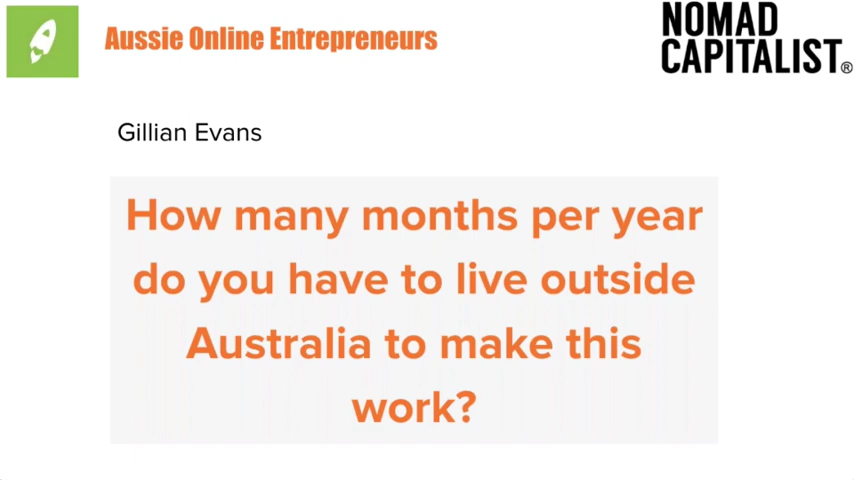 Aussie Online Entrepreneurs
NOMAD
CAPITALIST®
Gillian Evans
How many months per year
do you have to live outside
Australia to make this
work?